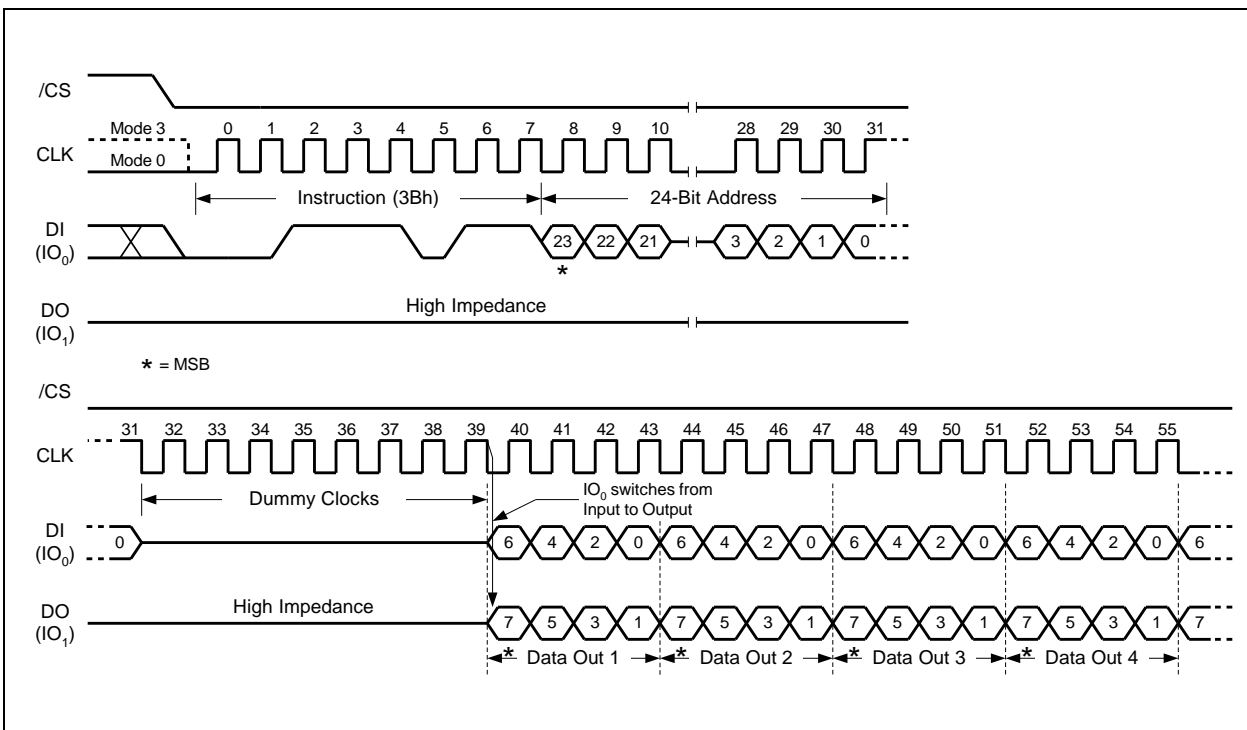 /CS
Mode 3 0 1 2 3 4 5 6 7 8 9 10 28 29 30 31
CLK
Mode 0
Instruction (3Bh) 24-Bit Address
DI
(IO0) 23 22 21 3 2 1 0
*
High Impedance
DO
(IO1)
* = MSB
/CS
31 32 33 34 35 36 37 38 39 40 41 42 43 44 45 46 47 48 49 50 51 52 53 54 55
CLK
Dummy Clocks
IO0 switches from
Input to Output
DI
(IO0) 0 6 4 2 0 6 4 2 0 6 4 2 0 6 4 2 0 6
High Impedance
DO
(IO1) 7 5 3 1 7 5 3 1 7 5 3 1 7 5 3 1 7
* Data Out 1 * Data Out 2 * Data Out 3 * Data Out 4